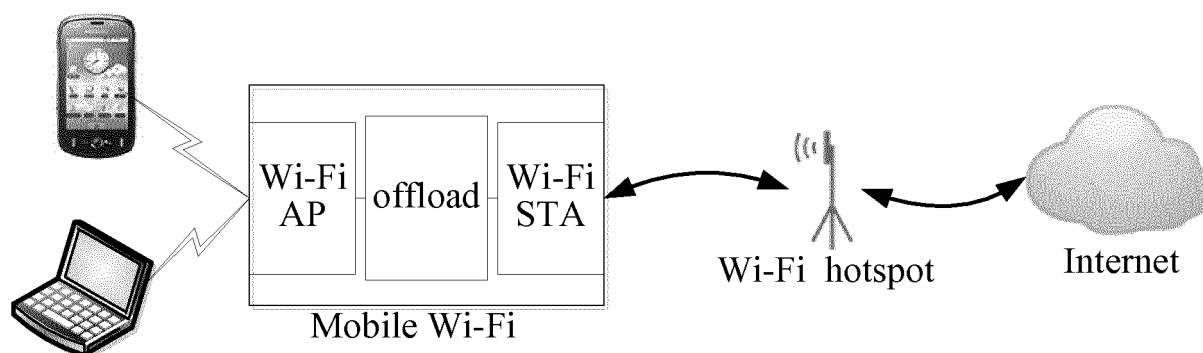 Wi-Fi
AP
offload
Wi-Fi
STA
Mobile Wi-Fi
Wi-Fi hotspot
Internet